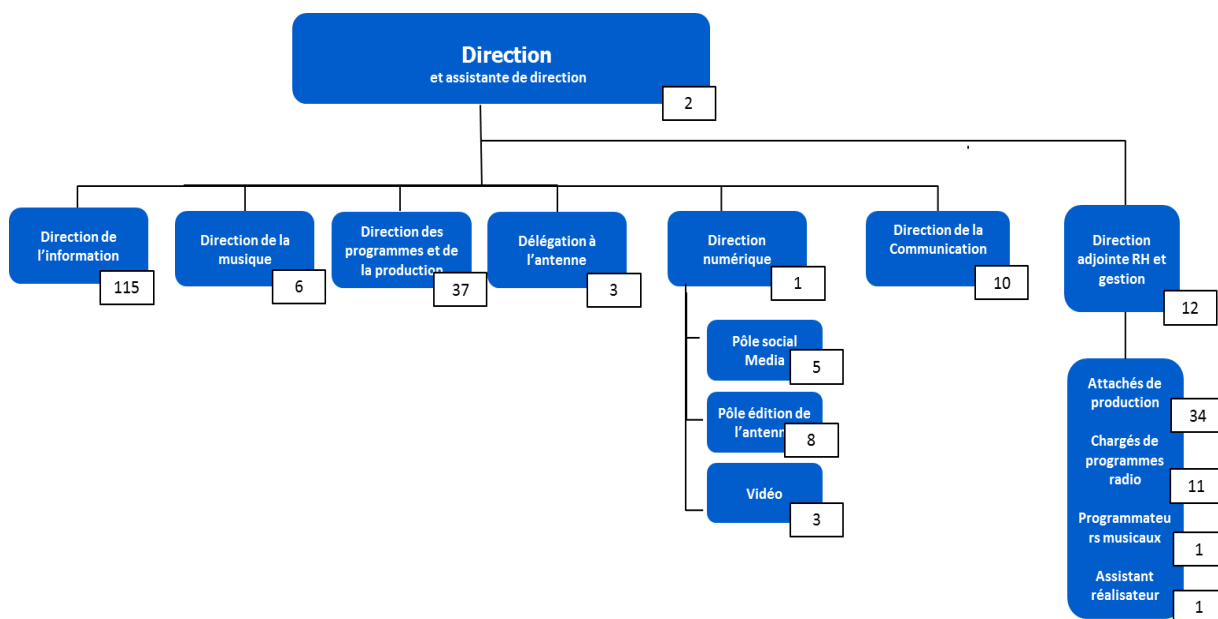 Direction
et assistante de direction
2
Direction de
l'information
115
Direction de la
musique
6
Direction des
programmes et de
la production
37
Délégation à
l'antenne
3
Direction
numérique
1
Direction de la
Communication
10
Direction
adjointe RH et
gestion
12
Pôle social
Media
5
Pôle édition de
l'antenn
8
Vidéo
3
Attachés de
production
34
Chargés de
programmes
radio
11
Programmateu
rs musicaux
1
Assistant
réalisateur
1